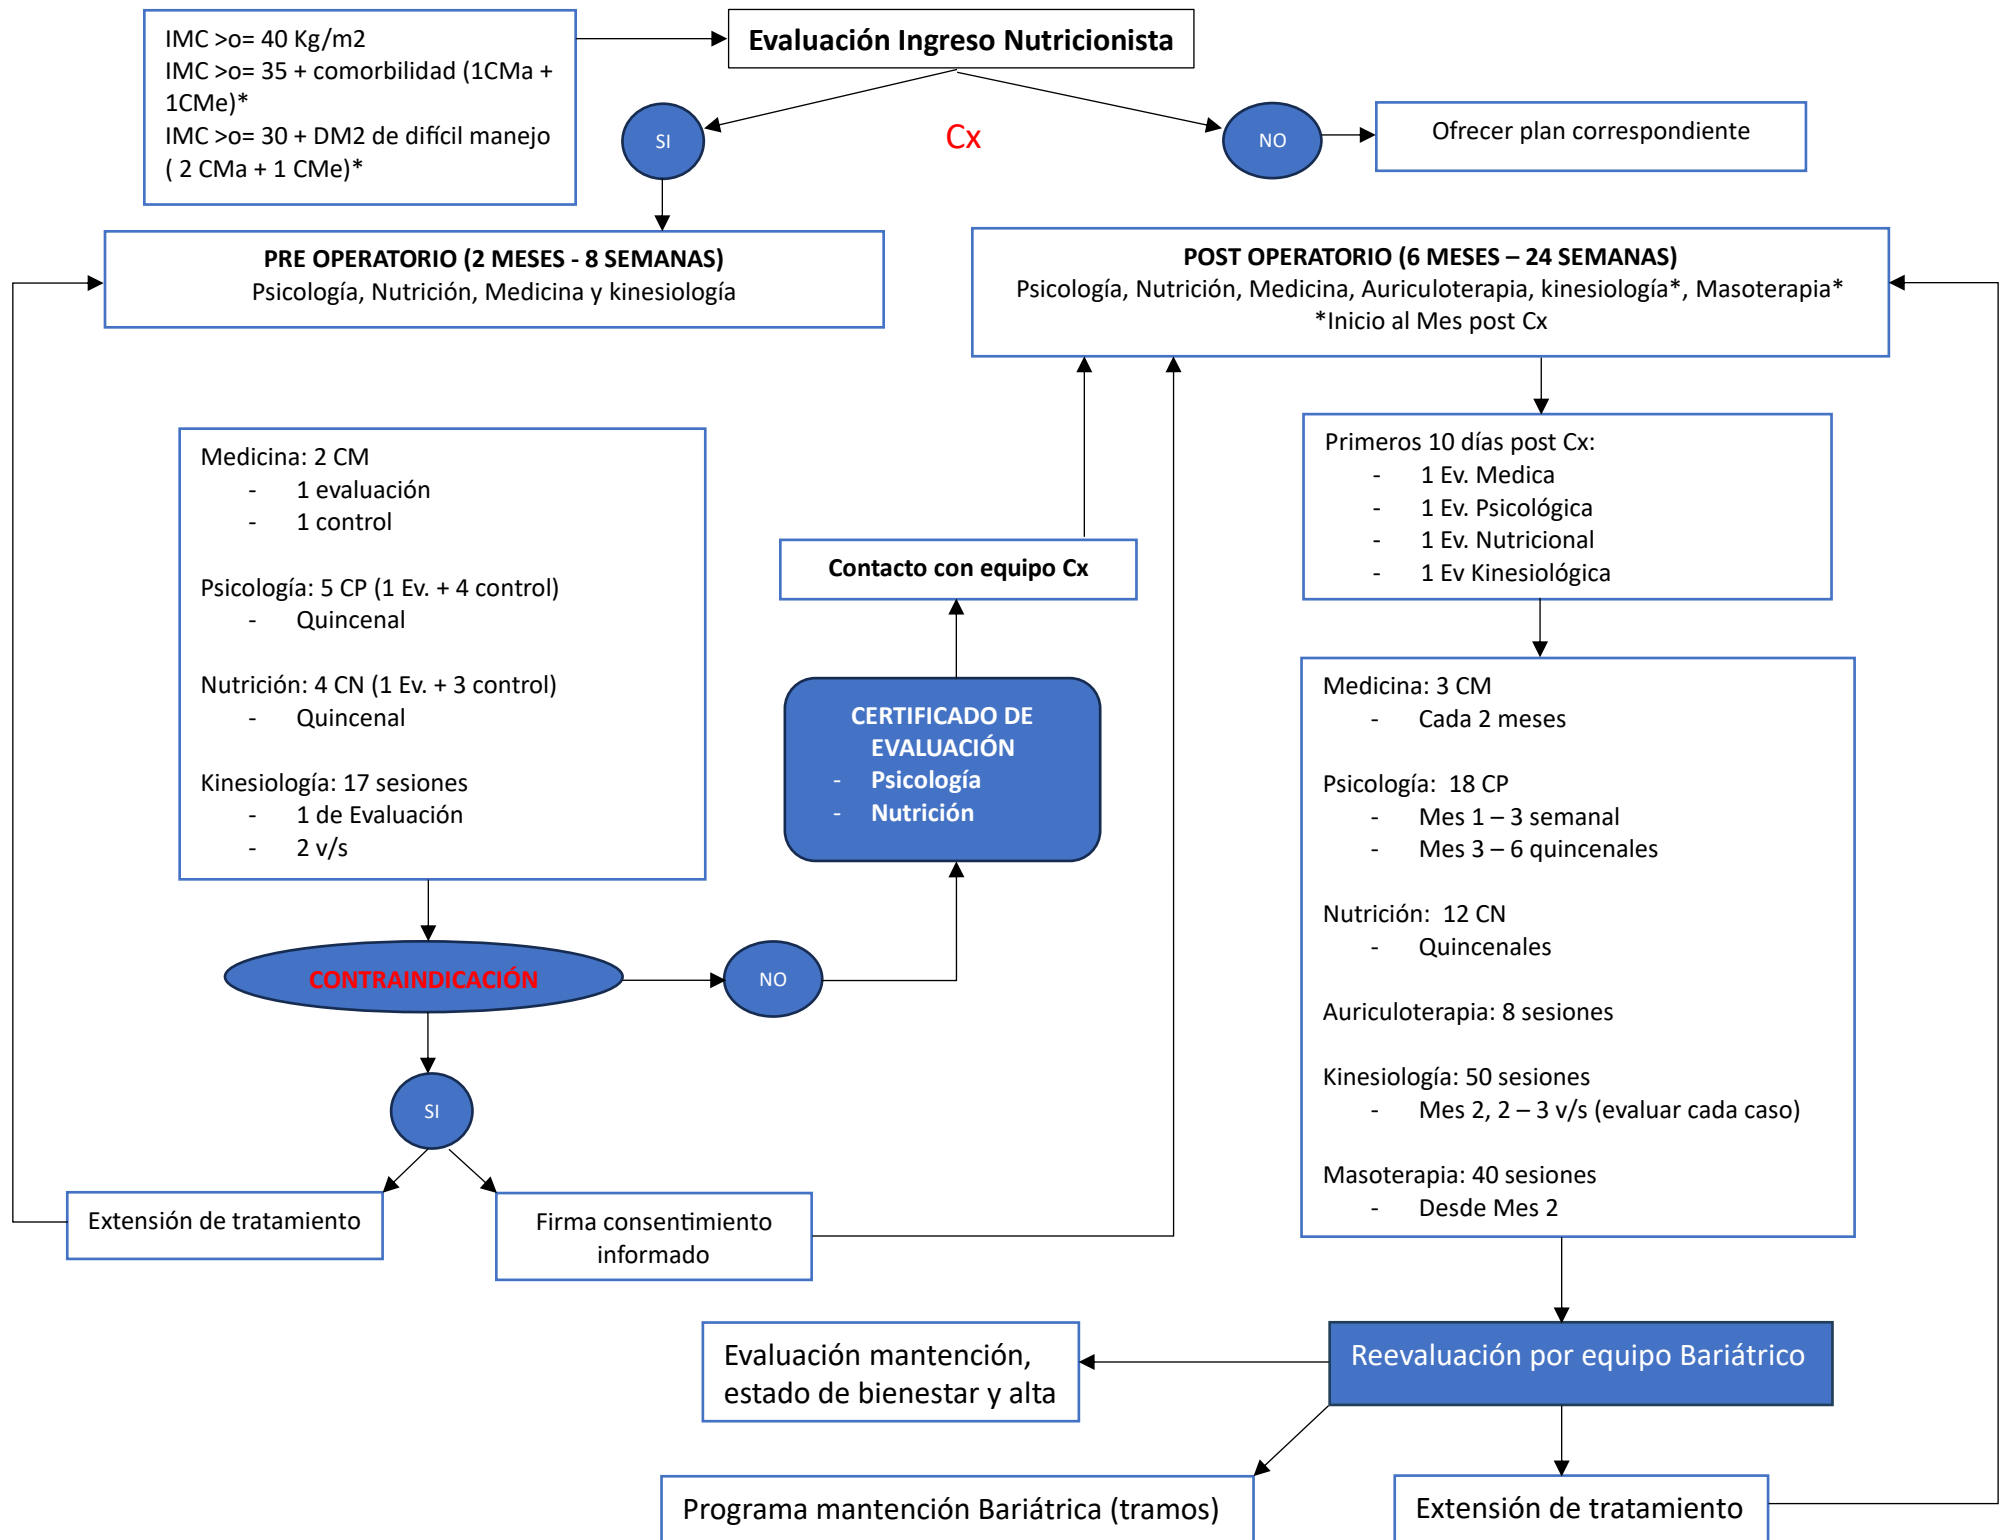 IMC >o= 40 Kg/m2
IMC >o= 35 + comorbilidad (1CMa +
1CMe)*
IMC >o= 30 + DM2 de difícil manejo
( 2 CMa + 1 CMe)*
Evaluación Ingreso Nutricionista
SI
Cx
NO
Ofrecer plan correspondiente
PRE OPERATORIO (2 MESES - 8 SEMANAS)
Psicología, Nutrición, Medicina y kinesiología
POST OPERATORIO (6 MESES – 24 SEMANAS)
Psicología, Nutrición, Medicina, Auriculoterapia, kinesiología*, Masoterapia*
*Inicio al Mes post Cx
Medicina: 2 CM
- 1 evaluación
- 1 control
Psicología: 5 CP (1 Ev. + 4 control)
- Quincenal
Nutrición: 4 CN (1 Ev. + 3 control)
- Quincenal
Kinesiología: 17 sesiones
- 1 de Evaluación
- 2 v/s
CONTRAINDICACIÓN
NO
SI
Extensión de tratamiento
Firma consentimiento
informado
CERTIFICADO DE
EVALUACIÓN
- Psicología
- Nutrición
Contacto con equipo Cx
Primeros 10 días post Cx:
- 1 Ev. Medica
- 1 Ev. Psicológica
- 1 Ev. Nutricional
- 1 Ev Kinesiológica
Medicina: 3 CM
- Cada 2 meses
Psicología: 18 CP
- Mes 1 – 3 semanal
- Mes 3 – 6 quincenales
Nutrición: 12 CN
- Quincenales
Auriculoterapia: 8 sesiones
Kinesiología: 50 sesiones
- Mes 2, 2 – 3 v/s (evaluar cada caso)
Masoterapia: 40 sesiones
- Desde Mes 2
Reevaluación por equipo Bariátrico
Evaluación mantención,
estado de bienestar y alta
Programa mantención Bariátrica (tramos)
Extensión de tratamiento